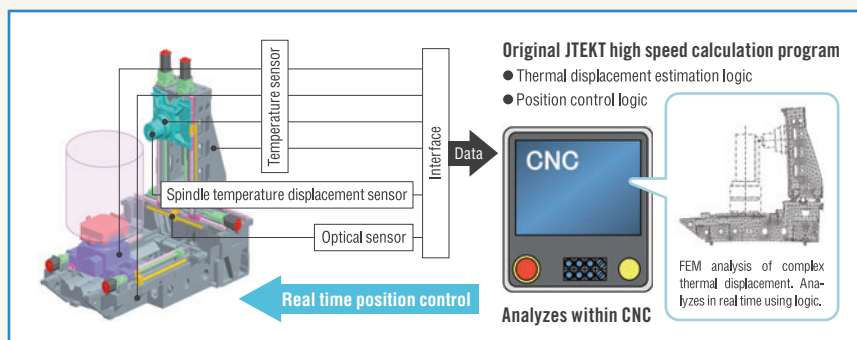 Temperature sensor
Spindle temperature displacement sensor
Optical sensor
Interface
Data
Real time position control
Original JTEKT high speed calculation program
● Thermal displacement estimation logic
● Position control logic
CNC
Analyzes within CNC
FEM analysis of complex
thermal displacement. Ana-
lyzes in real time using logic.